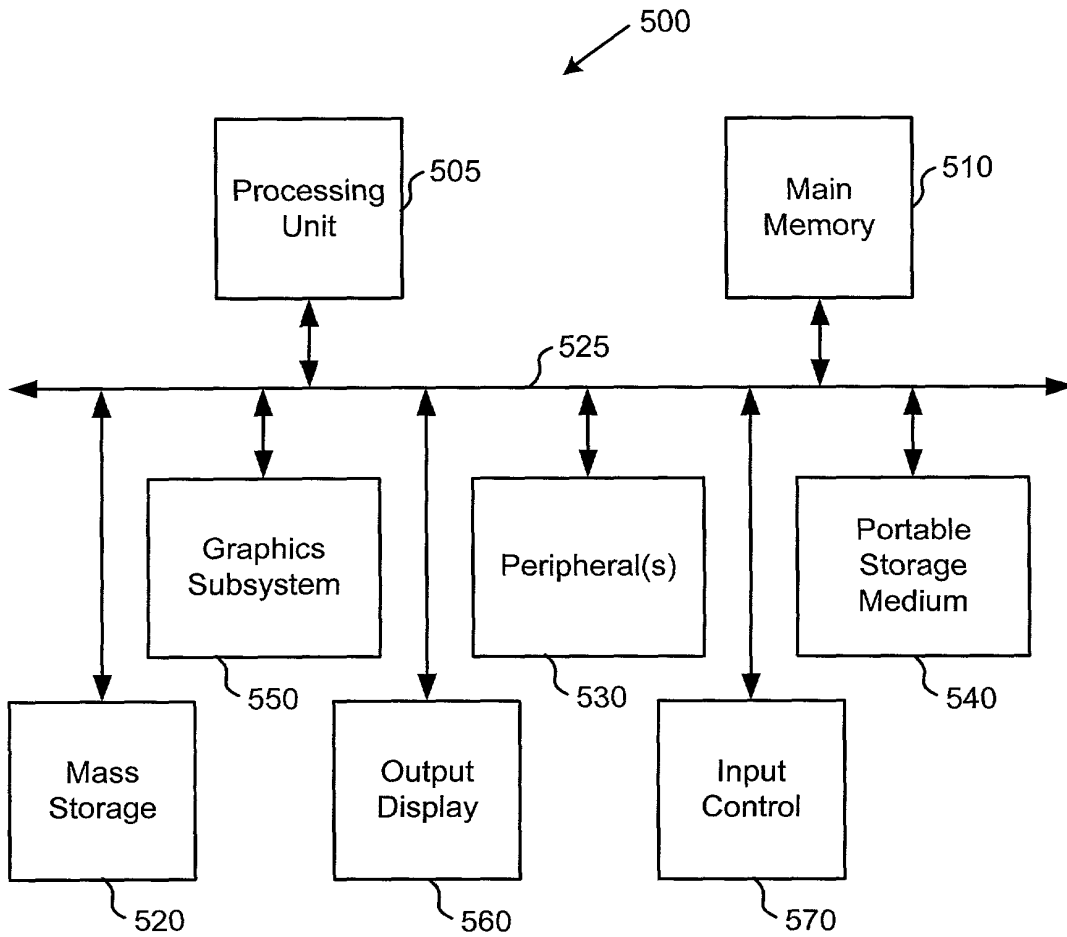 500
Processing
Unit
505
Main
Memory
510
525
Graphics
Subsystem
550
Peripheral(s)
530
Portable
Storage
Medium
540
Mass
Storage
520
Output
Display
560
Input
Control
570